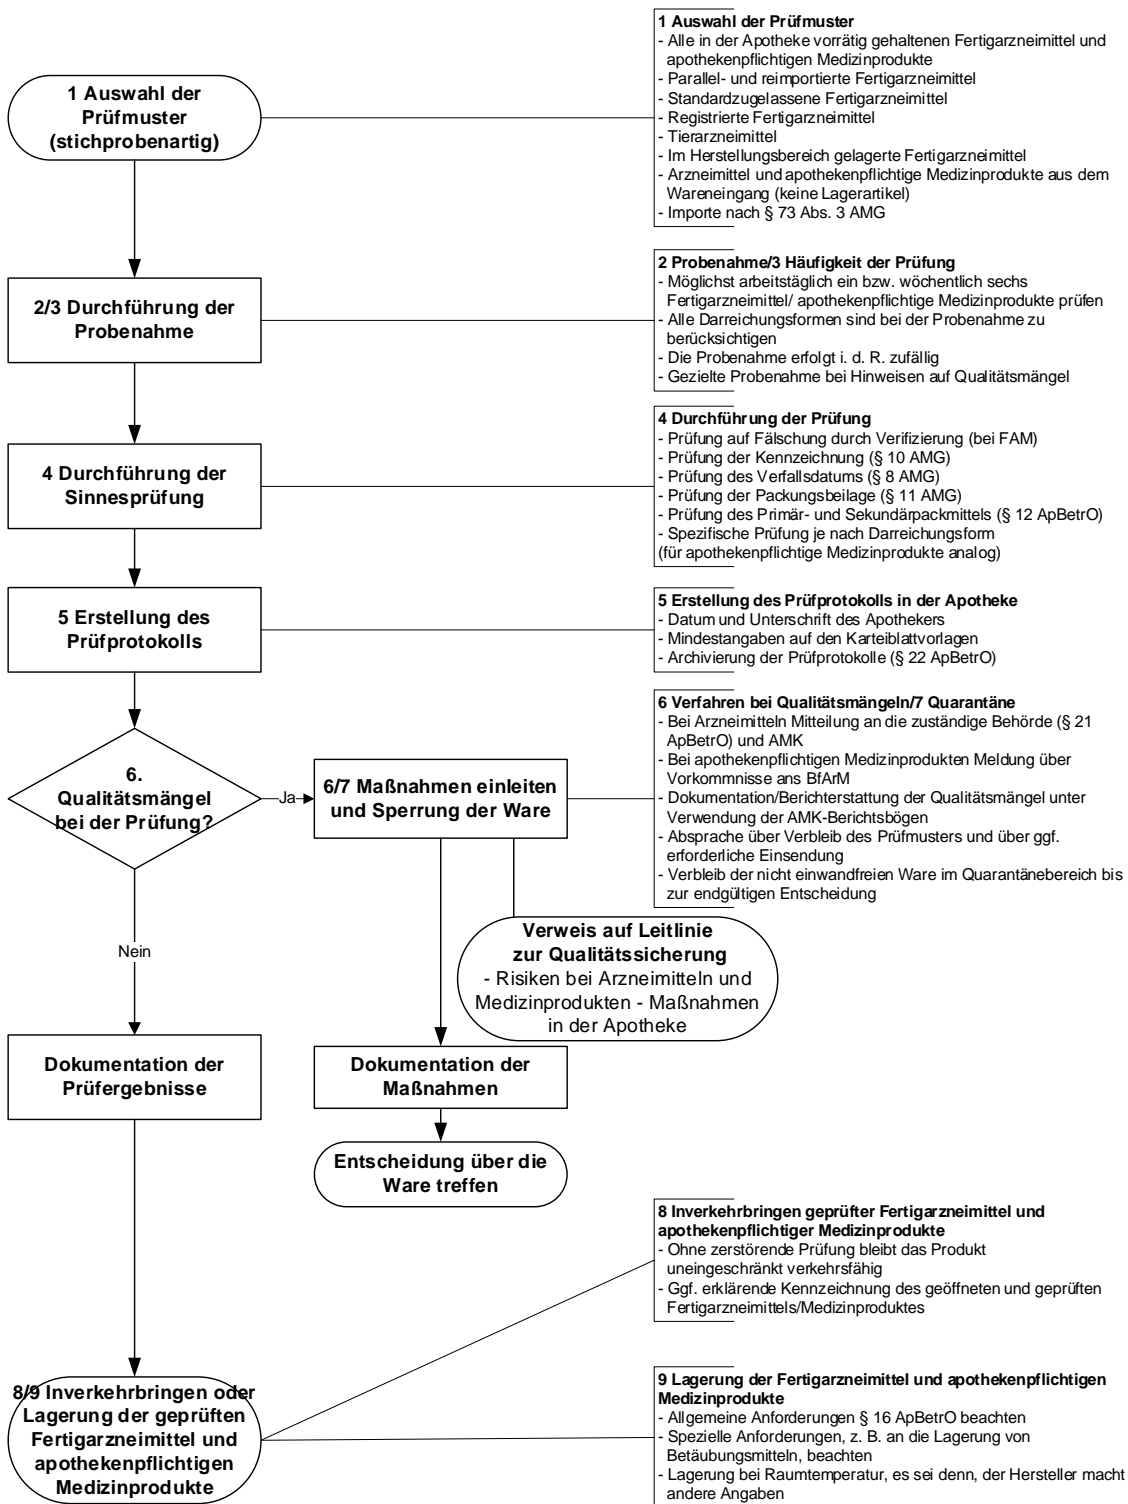 1 Auswahl der
Prüfmuster
(stichprobenartig)
1 Auswahl der Prüfmuster
- Alle in der Apotheke vorrätig gehaltenen Fertigarzneimittel und
apothekenpflichtigen Medizinprodukte
- Parallel- und reimportierte Fertigarzneimittel
- Standardzugelassene Fertigarzneimittel
- Registrierte Fertigarzneimittel
- Tierarzneimittel
- Im Herstellungsbereich gelagerte Fertigarzneimittel
- Arzneimittel und apothekenpflichtige Medizinprodukte aus dem
Wareneingang (keine Lagerartikel)
- Importe nach § 73 Abs. 3 AMG
2/3 Durchführung der
Probenahme
2 Probenahme/3 Häufigkeit der Prüfung
- Möglichst arbeitstäglich ein bzw. wöchentlich sechs
Fertigarzneimittel/ apothekenpflichtige Medizinprodukte prüfen
- Alle Darreichungsformen sind bei der Probenahme zu
berücksichtigen
- Die Probenahme erfolgt i. d. R. zufällig
- Gezielte Probenahme bei Hinweisen auf Qualitätsmängel
4 Durchführung der
Sinnesprüfung
4 Durchführung der Prüfung
- Prüfung auf Fälschung durch Verifizierung (bei FAM)
- Prüfung der Kennzeichnung (§ 10 AMG)
- Prüfung des Verfallsdatums (§ 8 AMG)
- Prüfung der Packungsbeilage (§ 11 AMG)
- Prüfung des Primär- und Sekundärpackmittels (§ 12 ApBetrO)
- Spezifische Prüfung je nach Darreichungsform
(für apothekenpflichtige Medizinprodukte analog)
5 Erstellung des
Prüfprotokolls
5 Erstellung des Prüfprotokolls in der Apotheke
- Datum und Unterschrift des Apothekers
- Mindestangaben auf den Karteiblattvorlagen
- Archivierung der Prüfprotokolle (§ 22 ApBetrO)
6.
Qualitätsmängel
bei der Prüfung?
Ja
6/7 Maßnahmen einleiten
und Sperrung der Ware
6 Verfahren bei Qualitätsmängeln/7 Quarantäne
- Bei Arzneimitteln Mitteilung an die zuständige Behörde (§ 21
ApBetrO) und AMK
- Bei apothekenpflichtigen Medizinprodukten Meldung über
Vorkommnisse ans BfArM
- Dokumentation/Berichterstattung der Qualitätsmängel unter
Verwendung der AMK-Berichtsbögen
- Absprache über Verbleib des Prüfmusters und über ggf.
erforderliche Einsendung
- Verbleib der nicht einwandfreien Ware im Quarantänebereich bis
zur endgültigen Entscheidung
Nein
Verweis auf Leitlinie
zur Qualitätssicherung
- Risiken bei Arzneimitteln und
Medizinprodukten - Maßnahmen
in der Apotheke
Dokumentation der
Prüfergebnisse
Dokumentation der
Maßnahmen
Entscheidung über die
Ware treffen
8 Inverkehrbringen geprüfter Fertigarzneimittel und
apothekenpflichtiger Medizinprodukte
- Ohne zerstörende Prüfung bleibt das Produkt
uneingeschränkt verkehrsfähig
- Ggf. erklärende Kennzeichnung des geöffneten und geprüften
Fertigarzneimittels/Medizinproduktes
8/9 Inverkehrbringen oder
Lagerung der geprüften
Fertigarzneimittel und
apothekenpflichtigen
Medizinprodukte
9 Lagerung der Fertigarzneimittel und apothekenpflichtigen
Medizinprodukte
- Allgemeine Anforderungen § 16 ApBetrO beachten
- Spezielle Anforderungen, z. B. an die Lagerung von
Betäubungsmitteln, beachten
- Lagerung bei Raumtemperatur, es sei denn, der Hersteller macht
andere Angaben